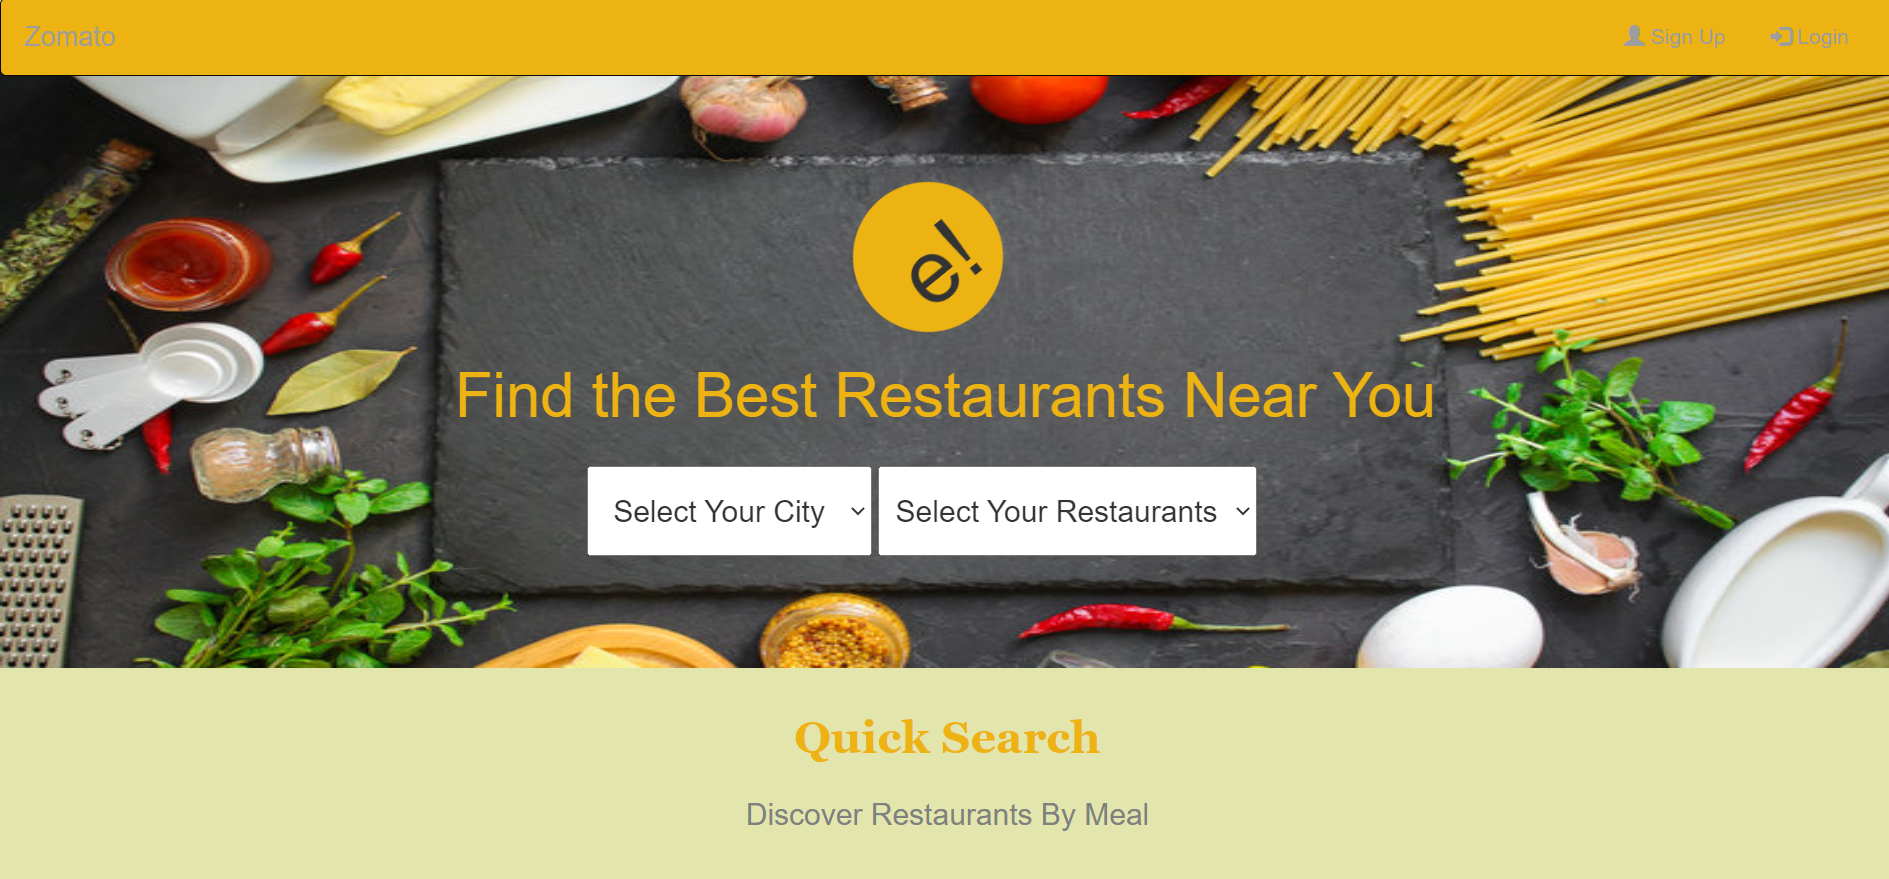 Zomato
Sign Up
Login
e!
Find the Best Restaurants Near You
Select Your City
Select Your Restaurants
Quick Search
Discover Restaurants By Meal